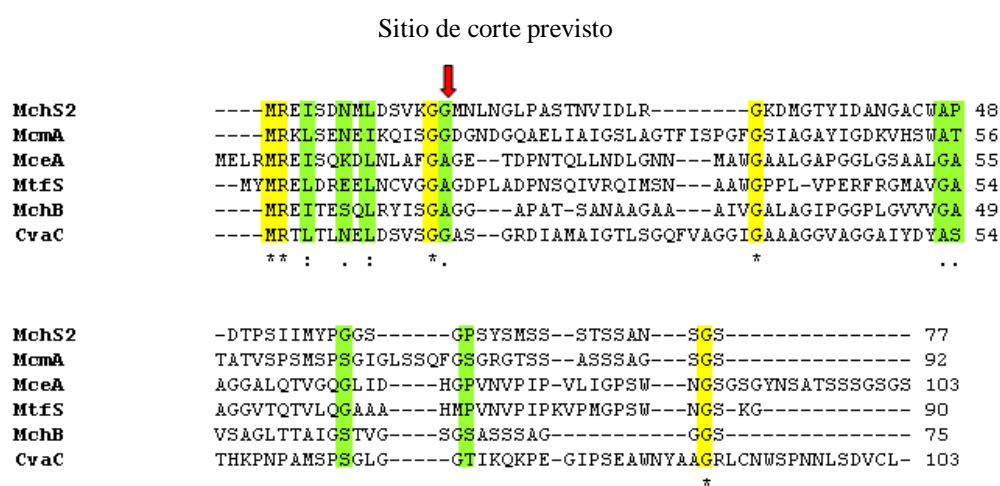 Sitio de corte previsto
MchS2 ----MREISDNMLDSVKGGMNLNGLPASTNVIDLR--------GKDMGTYIDANGACWAP 48
McmA ----MRKLSENEIKQISGGDGNDGQAELIAIGSLAGTFISPGFGSIAGAYIGDKVHSWAT 56
MceA MELRMREISQKDLNLAFGAGE--TDPNTQLLNDLGNN---MAWGAALGAPGGLGSAALGA 55
MtfS --MYMRELDREELNCVGGAGDPLADPNSQIVRQIMSN---AAWGPPL-VPERFRGMAVGA 54
MchB ----MREITESQLRYISGAGG---APAT-SANAAGAA---AIVGALAGIPGGPLGVVVGA 49
CvaC ----MRTLTLNELDSVSGGAS--GRDIAMAIGTLSGQFVAGGIGAAAGGVAGGAIYDYAS 54
** : . : *. * ..
MchS2 -DTPSIIMYPGGS------GPSYSMSS--STSSAN---SGS--------------- 77
McmA TATVSPSMSPSGIGLSSQFGSGRGTSS--ASSSAG---SGS--------------- 92
MceA AGGALQTVGQGLID----HGPVNVPIP-VLIGPSW---NGSGSGYNSATSSSGSGS 103
MtfS AGGVTQTVLQGAAA----HMPVNVPIPKVPMGPSW---NGS-KG------------ 90
MchB VSAGLTTAIGSTVG----SGSASSSAG----------GGS--------------- 75
CvaC THKPNPAMSPSGLG------GTIKQKPE-GIPSEAWNYAAGRLCNWSPNNLSDVCL- 103
*